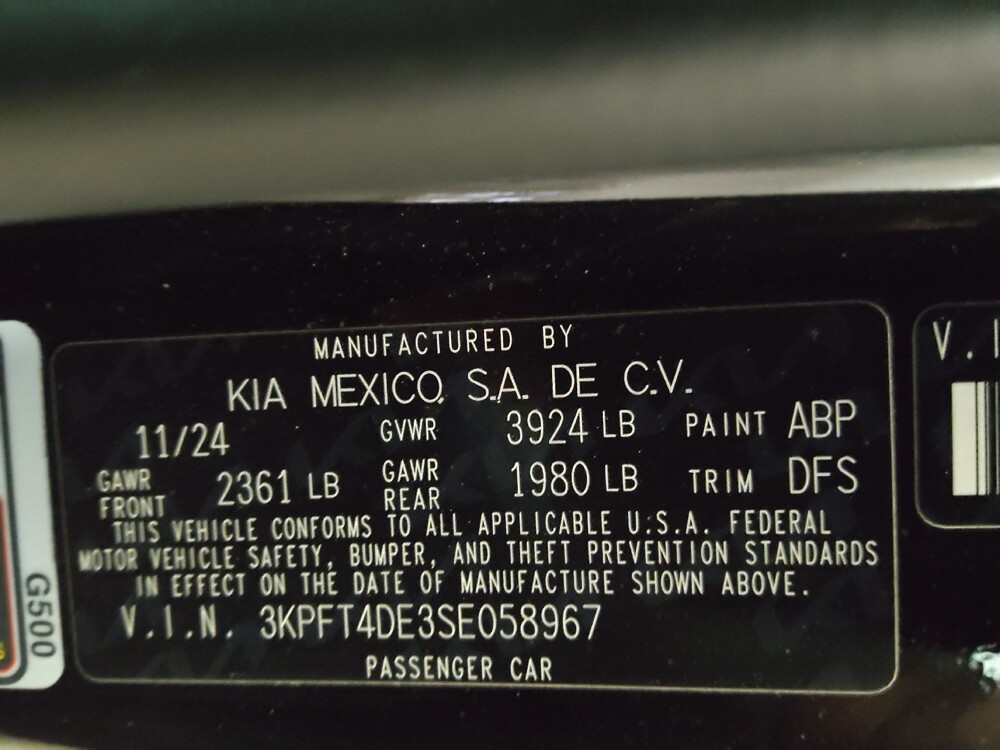 MANUFACTURED BY
KIA MEXICO, S.A. DE C.V.
11/24 GVWR 3924 LB PAINT ABP
GAWR FRONT 2361 LB GAWR REAR 1980 LB TRIM DFS
THIS VEHICLE CONFORMS TO ALL APPLICABLE U.S.A. FEDERAL
MOTOR VEHICLE SAFETY, BUMPER, AND THEFT PREVENTION STANDARDS
IN EFFECT ON THE DATE OF MANUFACTURE SHOWN ABOVE.
V.I.N. 3KPFT4DE3SE058967
PASSENGER CAR
G500
V.I